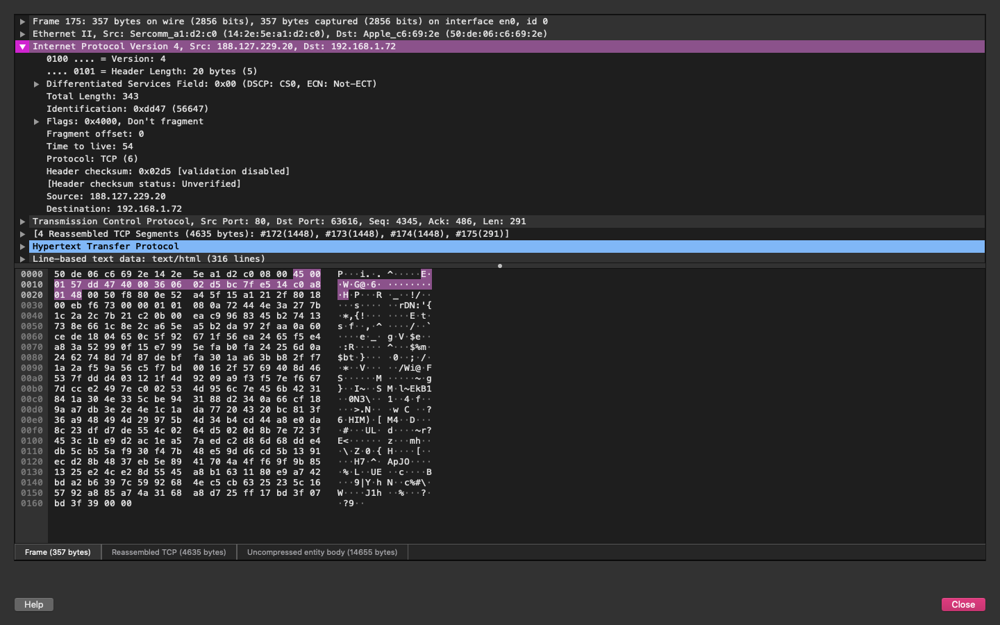 Frame 175: 357 bytes on wire (2856 bits), 357 bytes captured (2856 bits) on interface en0, id 0
Ethernet II, Src: Sercomm_a1:d2:c0 (14:2e:5e:a1:d2:c0), Dst: Apple_c6:69:2e (50:de:06:c6:69:2e)
Internet Protocol Version 4, Src: 188.127.229.20, Dst: 192.168.1.72
0100 .... = Version: 4
.... 0101 = Header Length: 20 bytes (5)
Differentiated Services Field: 0x00 (DSCP: CS0, ECN: Not-ECT)
Total Length: 343
Identification: 0xdd47 (56647)
Flags: 0x4000, Don't fragment
Fragment offset: 0
Time to live: 54
Protocol: TCP (6)
Header checksum: 0x02d5 [validation disabled]
[Header checksum status: Unverified]
Source: 188.127.229.20
Destination: 192.168.1.72
Transmission Control Protocol, Src Port: 80, Dst Port: 63616, Seq: 4345, Ack: 486, Len: 291
[4 Reassembled TCP Segments (4635 bytes): #172(1448), #173(1448), #174(1448), #175(291)]
Hypertext Transfer Protocol
Line-based text data: text/html (316 lines)
0000 50 de 06 c6 69 2e 14 2e 5e a1 d2 c0 08 00 45 00 P···i.·. ^·····E·
0010 01 57 dd 47 40 00 36 06 02 d5 bc 7f e5 14 c0 a8 ·W·G@·6· ········
0020 01 48 00 50 f8 80 0e 52 a4 5f 15 a1 21 2f 80 18 ·H·P···R ·_··!/··
0030 00 eb f6 73 00 00 01 01 08 0a 72 44 4e 3a 27 7b ···s···· ··rDN:'{
0040 1c 2a 2c 7b 21 c2 0b 00 ea c9 96 83 45 b2 74 13 ·*,{!··· ····E·t·
0050 73 8e 66 1c 8e 2c a6 5e a5 b2 da 97 2f aa 0a 60 s·f··,·^ ····/··`
0060 ce de 18 04 65 0c 5f 92 67 1f 56 ea 24 65 f5 e4 ····e·_· g·V·$e··
0070 a8 3a 52 99 0f 15 e7 99 5e fa b0 fa 24 25 6d 0a ·:R····· ^···$%m·
0080 24 62 74 8d 7d 87 de bf fa 30 1a a6 3b b8 2f f7 $bt·}··· ·0··;·/·
0090 1a 2a f5 9a 56 c5 f7 bd 00 16 2f 57 69 40 8d 46 ·*··V··· ··/Wi@·F
00a0 53 7f dd d4 03 12 1f 4d 92 09 a9 f3 f5 7e f6 67 S······M ·····~·g
00b0 7d cc e2 49 7e c0 02 53 4d 95 6c 7e 45 6b 42 31 }··I~··S M·l~EkB1
00c0 84 1a 30 4e 33 5c be 94 31 88 d2 34 0a 66 cf 18 ··0N3\·· 1··4·f··
00d0 9a a7 db 3e 2e 4e 1c 1a da 77 20 43 20 bc 81 3f ···>.N·· ·w C ··?
00e0 36 a9 48 49 4d 29 97 5b 4d 34 b4 cd 44 a8 e0 da 6·HIM)·[ M4··D···
00f0 8c 23 df d7 de 55 4c 02 64 d5 02 0d 8b 7e 72 3f ·#···UL· d····~r?
0100 45 3c 1b e9 d2 ac 1e a5 7a ed c2 d8 6d 68 dd e4 E<······ z···mh··
0110 db 5c b5 5a f9 30 f4 7b 48 e5 9d d6 cd 5b 13 91 ·\·Z·0·{ H····[··
0120 ec d2 8b 48 37 eb 5e 89 41 70 4a 4f f6 9f 9b 85 ···H7·^· ApJO····
0130 13 25 e2 4c e2 8d 55 45 a8 b1 63 11 80 e9 a7 42 ·%·L··UE ··c····B
0140 bd a2 b6 39 7c 59 92 68 4e c5 cb 63 25 23 5c 16 ···9|Y·h N··c%#\·
0150 57 92 a8 85 a7 4a 31 68 a8 d7 25 ff 17 bd 3f 07 W····J1h ··%···?·
0160 bd 3f 39 00 00 ·?9··
Frame (357 bytes) Reassembled TCP (4635 bytes) Uncompressed entity body (14655 bytes)
Help Close